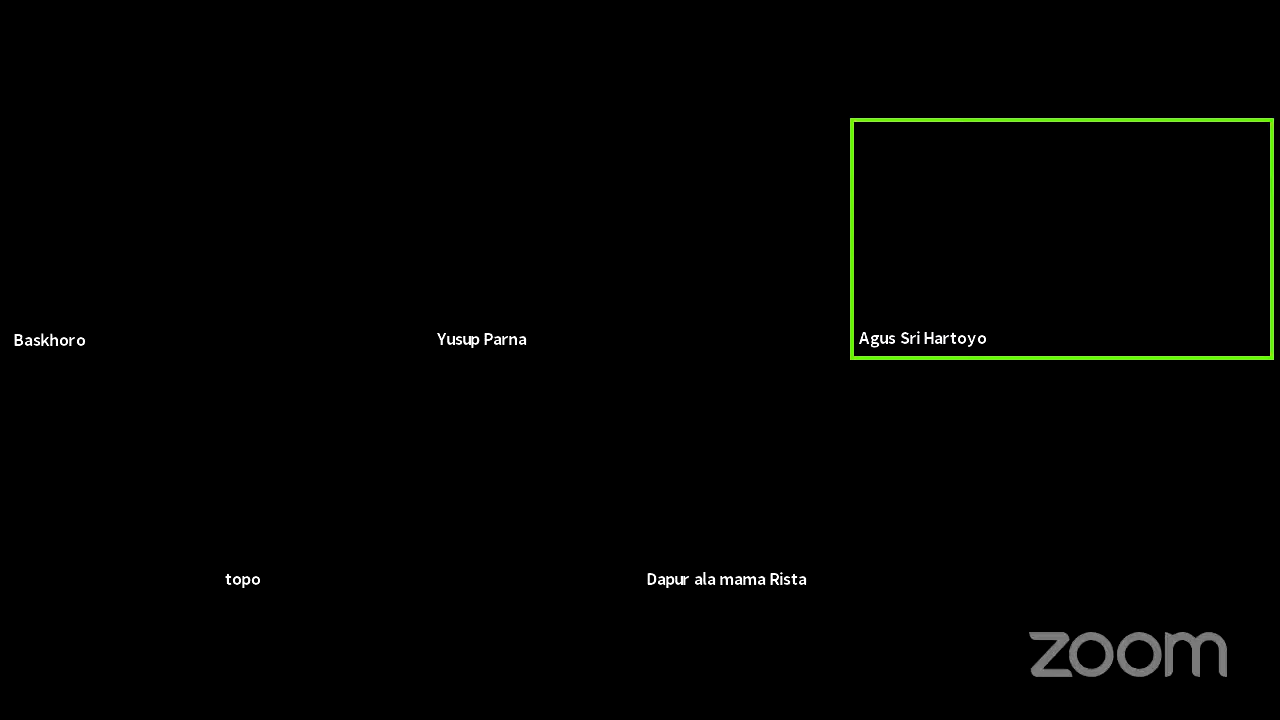 Baskhoro
Yusup Parna
Agus Sri Hartoyo
topo
Dapur ala mama Rista
zoom